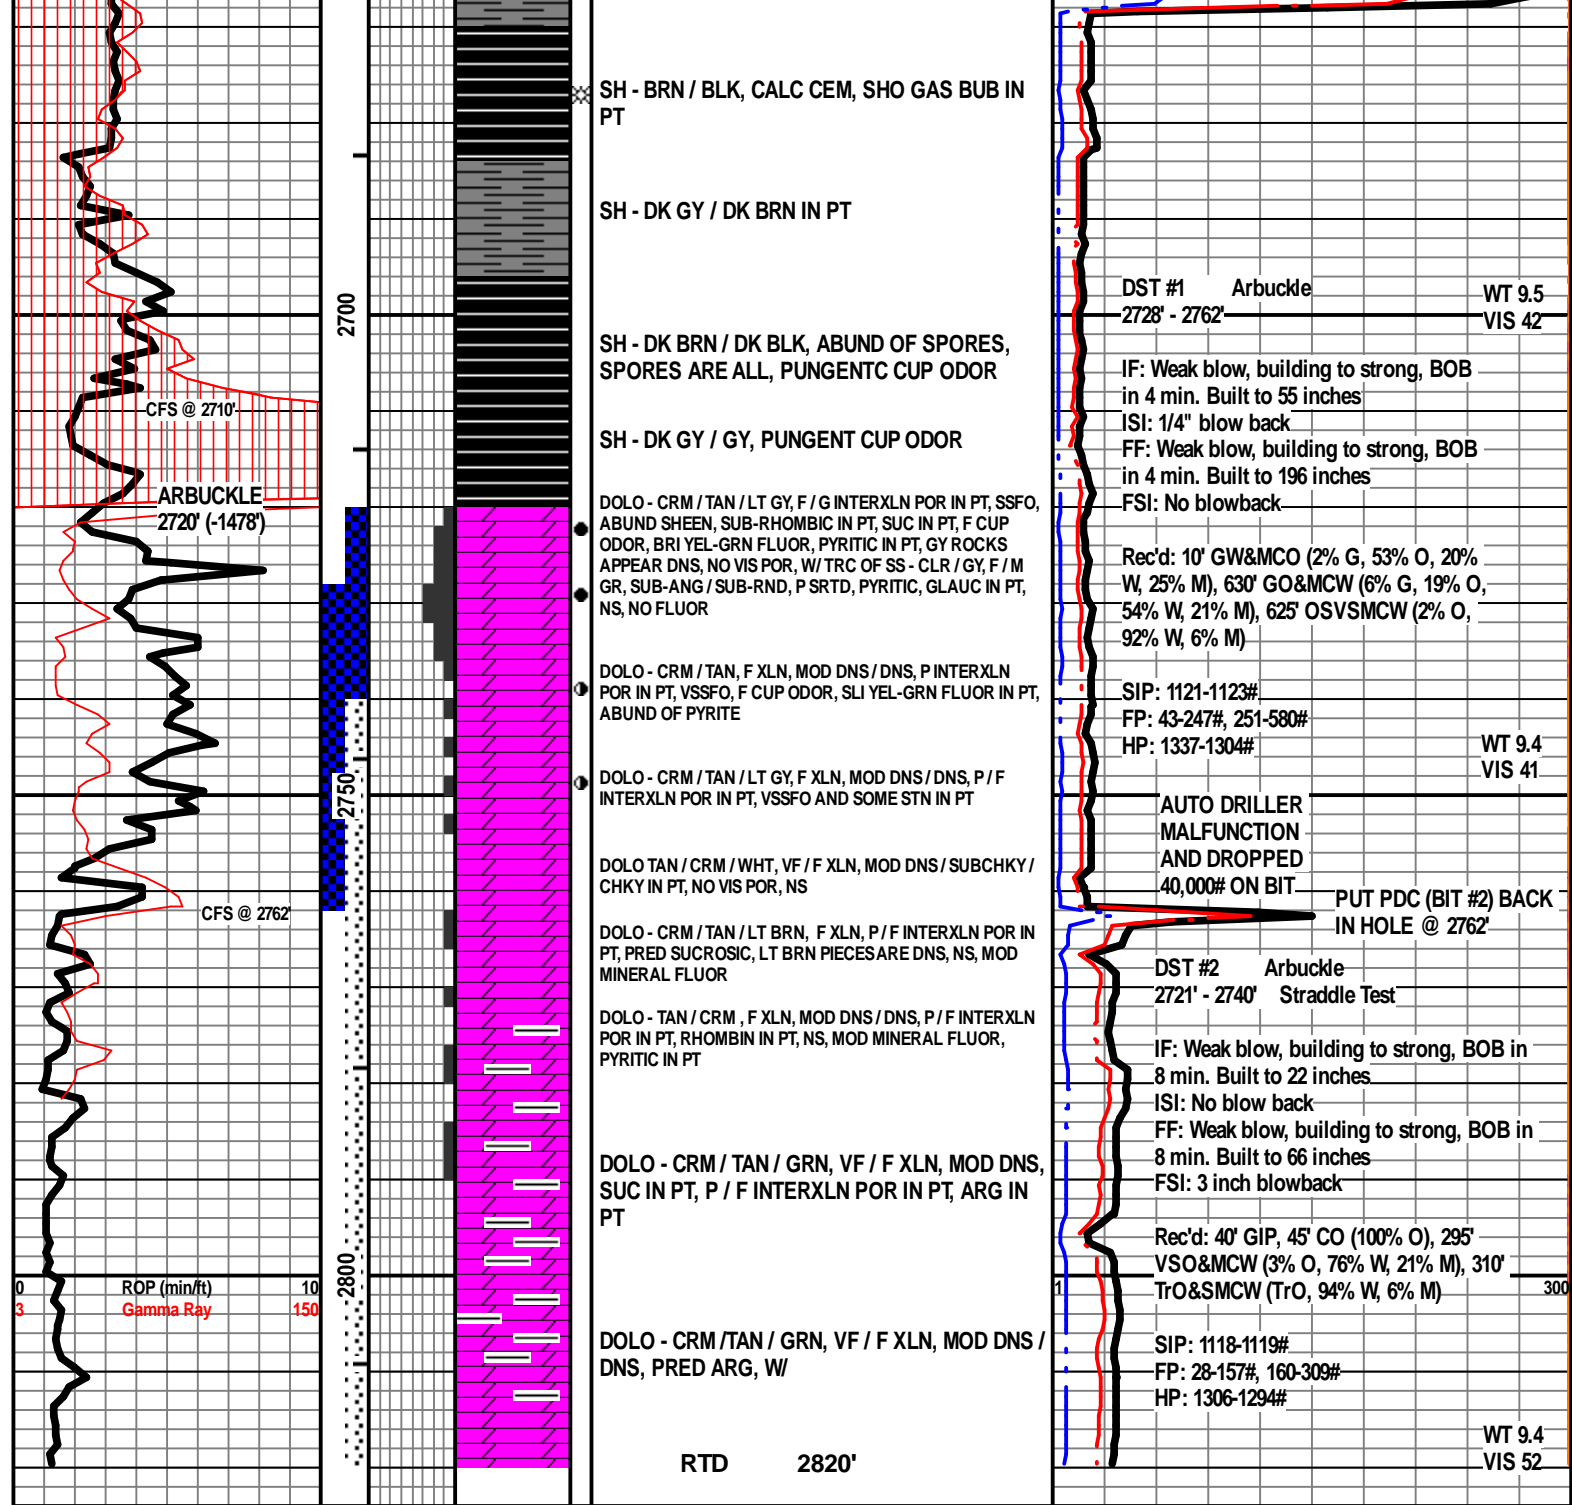 SH - BRN / BLK, CALC CEM, SHO GAS BUB IN
PT
SH - DK GY / DK BRN IN PT
2700
DST #1 Arbuckle
2728' - 2762'
WT 9.5
VIS 42
SH - DK BRN / DK BLK, ABUND OF SPORES,
SPORES ARE ALL, PUNGENTC CUP ODOR
IF: Weak blow, building to strong, BOB
in 4 min. Built to 55 inches
ISI: 1/4" blow back
FF: Weak blow, building to strong, BOB
in 4 min. Built to 196 inches
FSI: No blowback
CFS @ 2710'
SH - DK GY / GY, PUNGENT CUP ODOR
ARBUCKLE
2720' (-1478')
DOLO - CRM / TAN / LT GY, F / G INTERXLN POR IN PT, SSFO,
ABUND SHEEN, SUB-RHOMBIC IN PT, SUC IN PT, F CUP
ODOR, BRI YEL-GRN FLUOR, PYRITIC IN PT, GY ROCKS
APPEAR DNS, NO VIS POR, W/ TRC OF SS - CLR / GY, F / M
GR, SUB-ANG / SUB-RND, P SRTD, PYRITIC, GLAUC IN PT,
NS, NO FLUOR
Rec'd: 10' GW&MCO (2% G, 53% O, 20%
W, 25% M), 630' GO&MCW (6% G, 19% O,
54% W, 21% M), 625' OSVSMCW (2% O,
92% W, 6% M)
DOLO - CRM / TAN, F XLN, MOD DNS / DNS, P INTERXLN
POR IN PT, VSSFO, F CUP ODOR, SLI YEL-GRN FLUOR IN PT,
ABUND OF PYRITE
SIP: 1121-1123#
FP: 43-247#, 251-580#
HP: 1337-1304#
WT 9.4
VIS 41
2750
DOLO - CRM / TAN / LT GY, F XLN, MOD DNS / DNS, P / F
INTERXLN POR IN PT, VSSFO AND SOME STN IN PT
AUTO DRILLER
MALFUNCTION
AND DROPPED
40,000# ON BIT
DOLO TAN / CRM / WHT, VF / F XLN, MOD DNS / SUBCHKY /
CHKY IN PT, NO VIS POR, NS
PUT PDC (BIT #2) BACK
IN HOLE @ 2762'
CFS @ 2762'
DOLO - CRM / TAN / LT BRN, F XLN, P / F INTERXLN POR IN
PT, PRED SUCROSIC, LT BRN PIECES ARE DNS, NS, MOD
MINERAL FLUOR
DST #2 Arbuckle
2721' - 2740' Straddle Test
DOLO - TAN / CRM , F XLN, MOD DNS / DNS, P / F INTERXLN
POR IN PT, RHOMBIN IN PT, NS, MOD MINERAL FLUOR,
PYRITIC IN PT
IF: Weak blow, building to strong, BOB in
8 min. Built to 22 inches
ISI: No blow back
FF: Weak blow, building to strong, BOB in
8 min. Built to 66 inches
FSI: 3 inch blowback
DOLO - CRM / TAN / GRN, VF / F XLN, MOD DNS,
SUC IN PT, P / F INTERXLN POR IN PT, ARG IN
PT
Rec'd: 40' GIP, 45' CO (100% O), 295'
VSO&MCW (3% O, 76% W, 21% M), 310'
TrO&SMCW (TrO, 94% W, 6% M)
2800
0 ROP (min/ft) 10
3 Gamma Ray 150
1 300
DOLO - CRM /TAN / GRN, VF / F XLN, MOD DNS /
DNS, PRED ARG, W/
SIP: 1118-1119#
FP: 28-157#, 160-309#
HP: 1306-1294#
WT 9.4
VIS 52
RTD 2820'